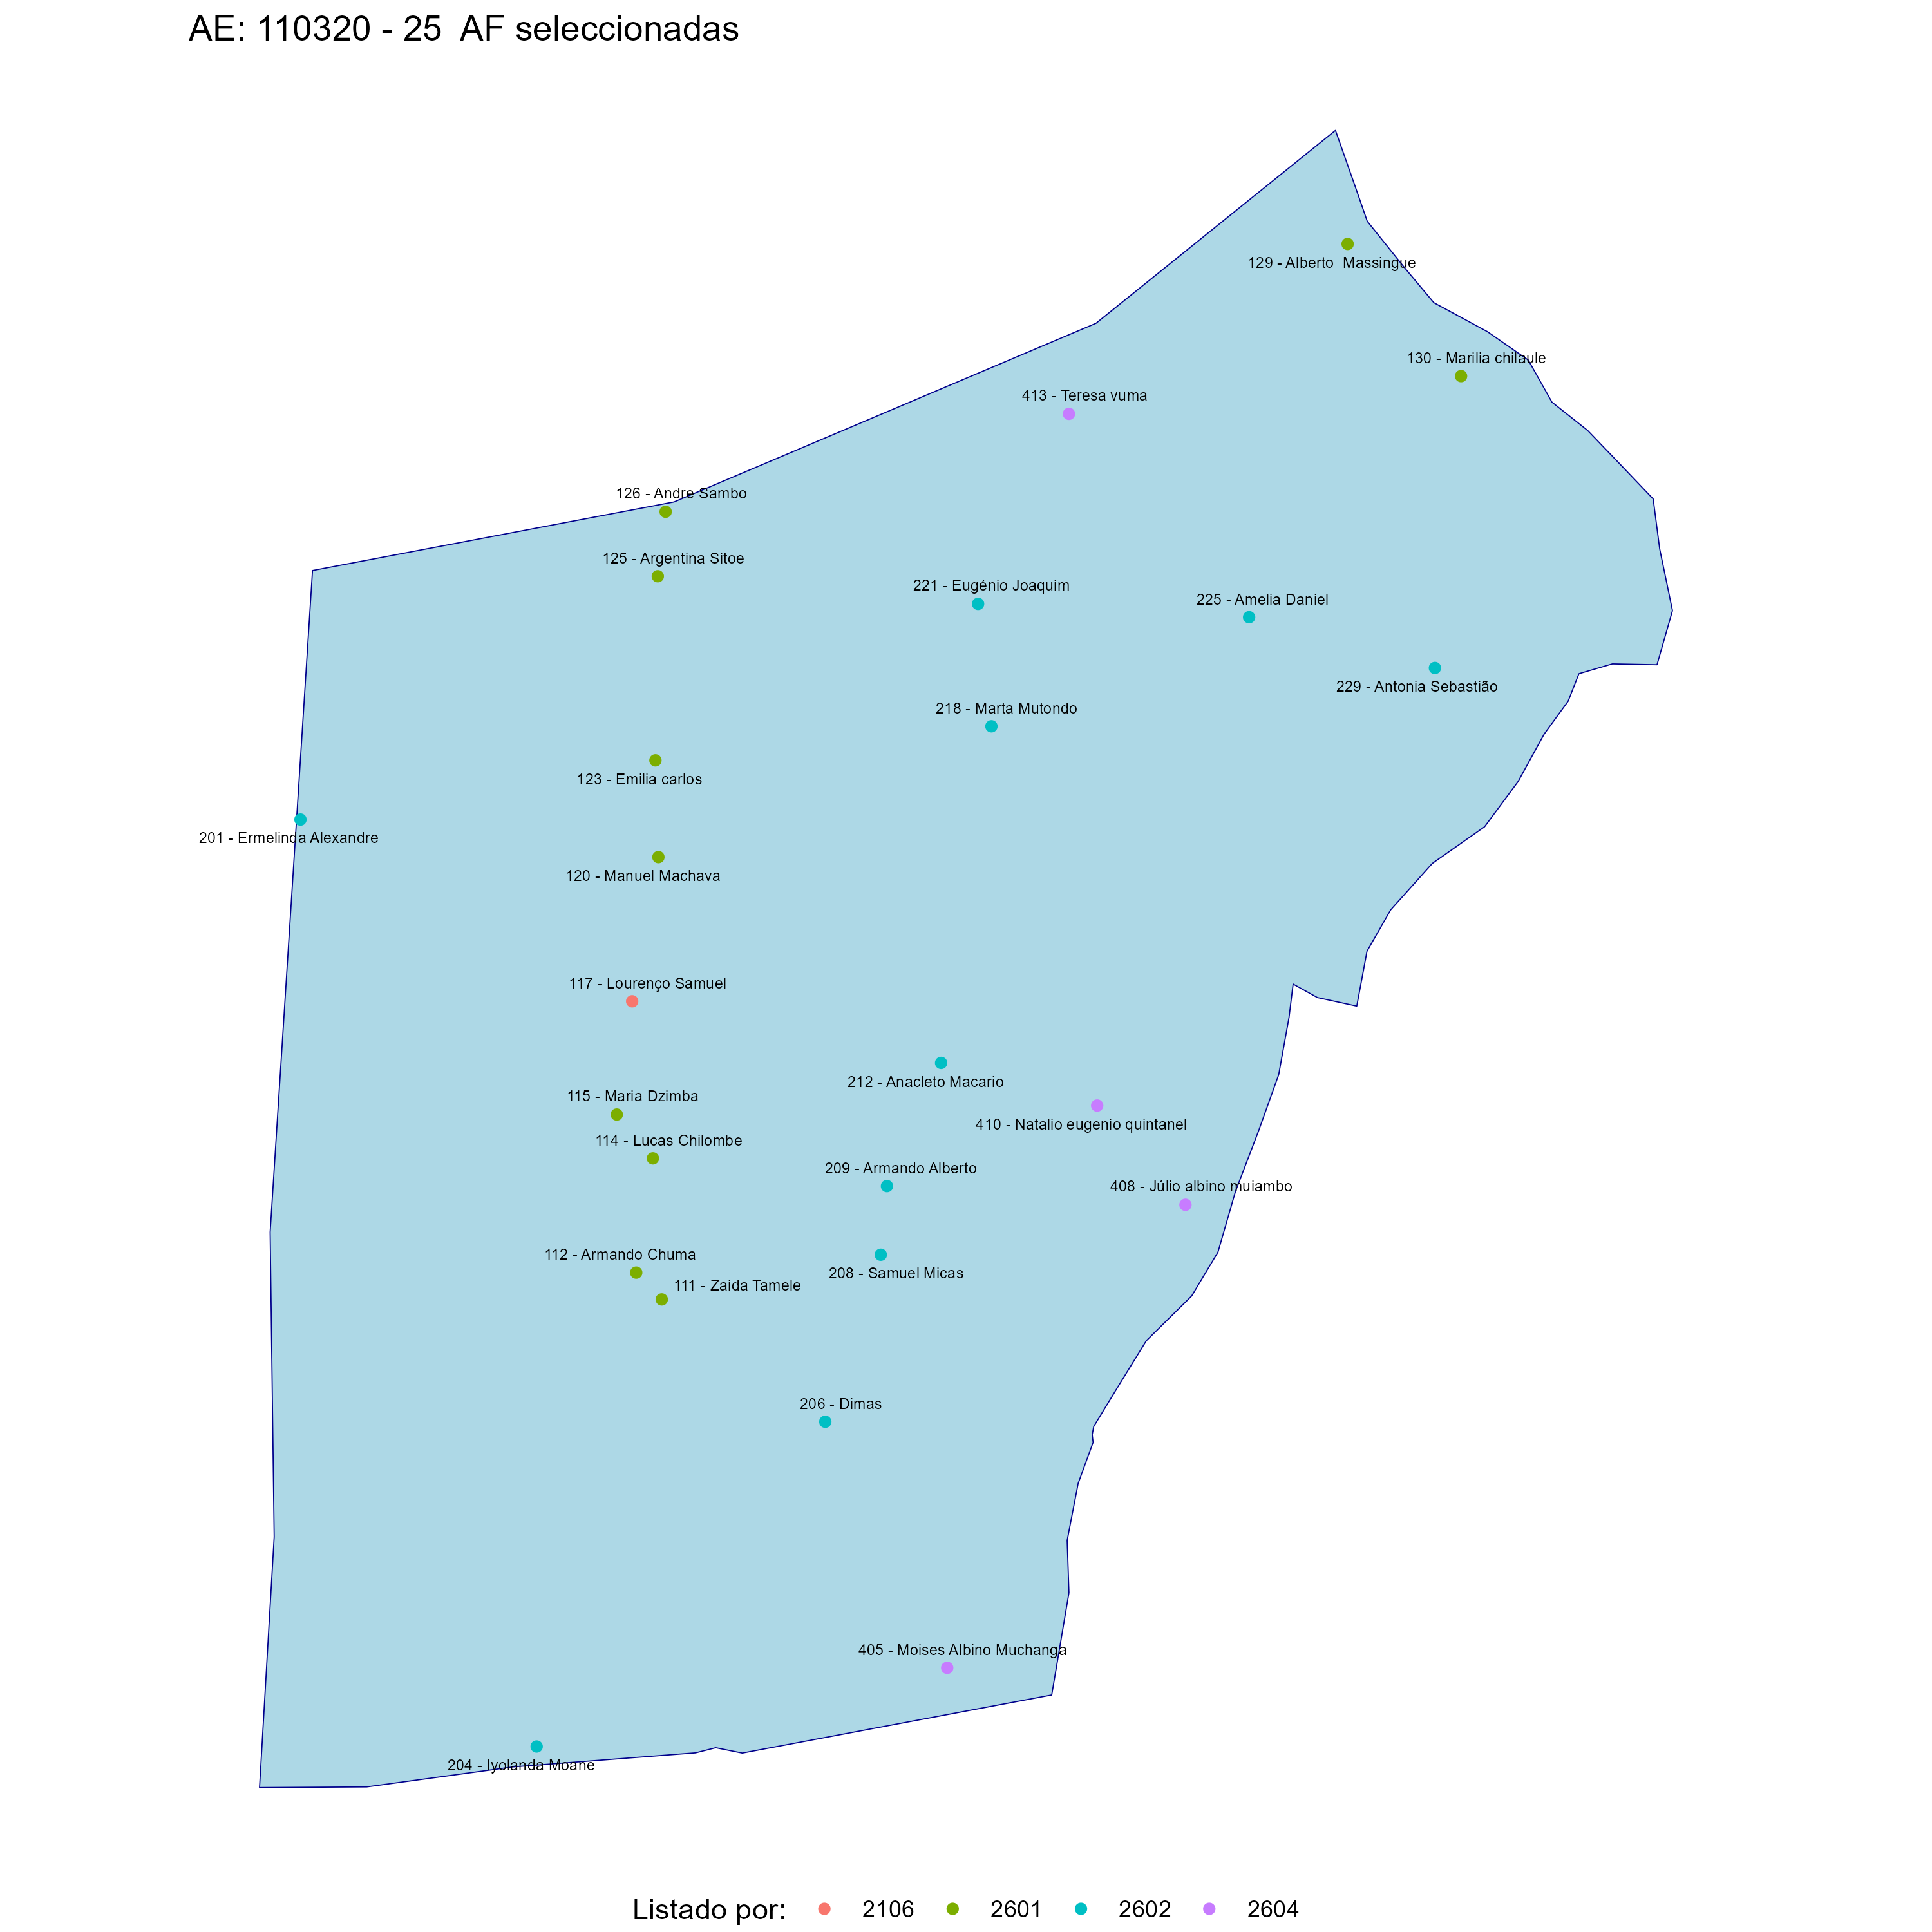 AE: 110320 - 25  AF seleccionadas
129 - Alberto  Massingue
130 - Marilia chilaule
413 - Teresa vuma
126 - Andre Sambo
125 - Argentina Sitoe
221 - Eugénio Joaquim
225 - Amelia Daniel
229 - Antonia Sebastião
218 - Marta Mutondo
123 - Emilia carlos
201 - Ermelinda Alexandre
120 - Manuel Machava
117 - Lourenço Samuel
212 - Anacleto Macario
115 - Maria Dzimba
410 - Natalio eugenio quintanel
114 - Lucas Chilombe
209 - Armando Alberto
408 - Júlio albino muiambo
112 - Armando Chuma
208 - Samuel Micas
111 - Zaida Tamele
206 - Dimas
405 - Moises Albino Muchanga
204 - Iyolanda Moane
Listado por: 2106 2601 2602 2604